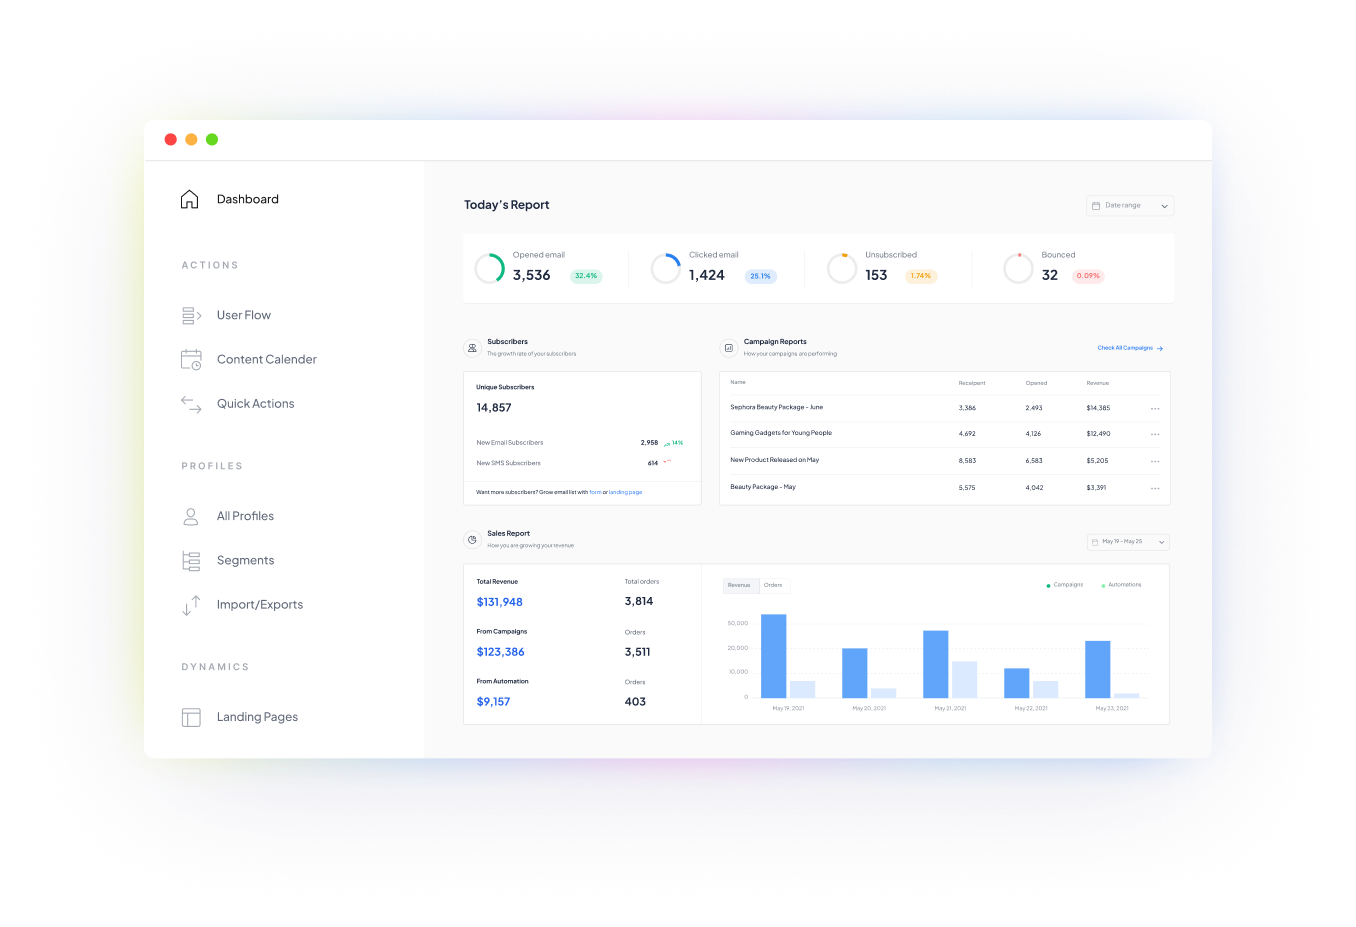 Dashboard
ACTIONS
User Flow
Content Calender
Quick Actions
PROFILES
All Profiles
Segments
Import/Exports
DYNAMICS
Landing Pages
Today's Report
Date range
Opened email
3,536 32.4%
Clicked email
1,424 25.1%
Unsubscribed
153 1.74%
Bounced
32 0.09%
Subscribers
The growth rate of your subscribers
Unique Subscribers
14,857
New Email Subscribers 2,958 14%
New SMS Subscribers 614
Want more subscribers? Grow email list with form or landing page
Campaign Reports
How your campaigns are performing
Check All Campaigns
Name Receipent Opened Revenue
Sephora Beauty Package - June 3,386 2,493 $14,385
Gaming Gadgets for Young People 4,692 4,126 $12,490
New Product Released on May 8,583 6,583 $5,205
Beauty Package - May 5,575 4,042 $3,391
Sales Report
How you are growing your revenue
May 19 - May 25
Total Revenue Total orders
$131,948 3,814
From Campaigns Orders
$123,386 3,511
From Automation Orders
$9,157 403
Revenue Orders
Campaigns Automations
50,000
20,000
10,000
0
May 19, 2021 May 20, 2021 May 21, 2021 May 22, 2021 May 23, 2021